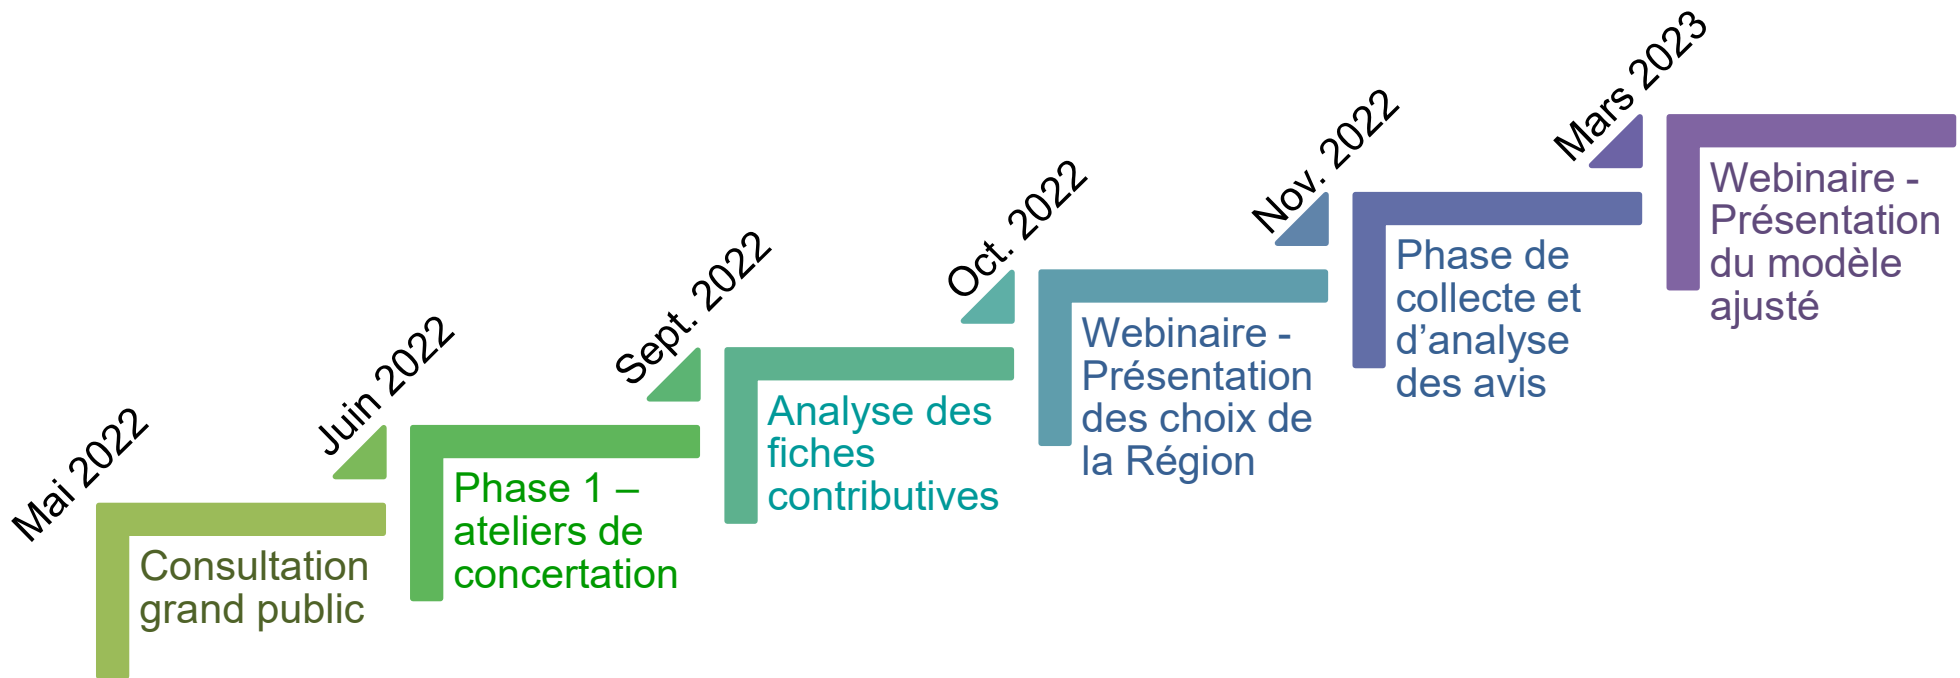 Mai 2022
Consultation
grand public
Juin 2022
Phase 1 –
ateliers de
concertation
Sept. 2022
Analyse des
fiches
contributives
Oct. 2022
Webinaire -
Présentation
des choix de
la Région
Nov. 2022
Phase de
collecte et
d’analyse
des avis
Mars 2023
Webinaire -
Présentation
du modèle
ajusté